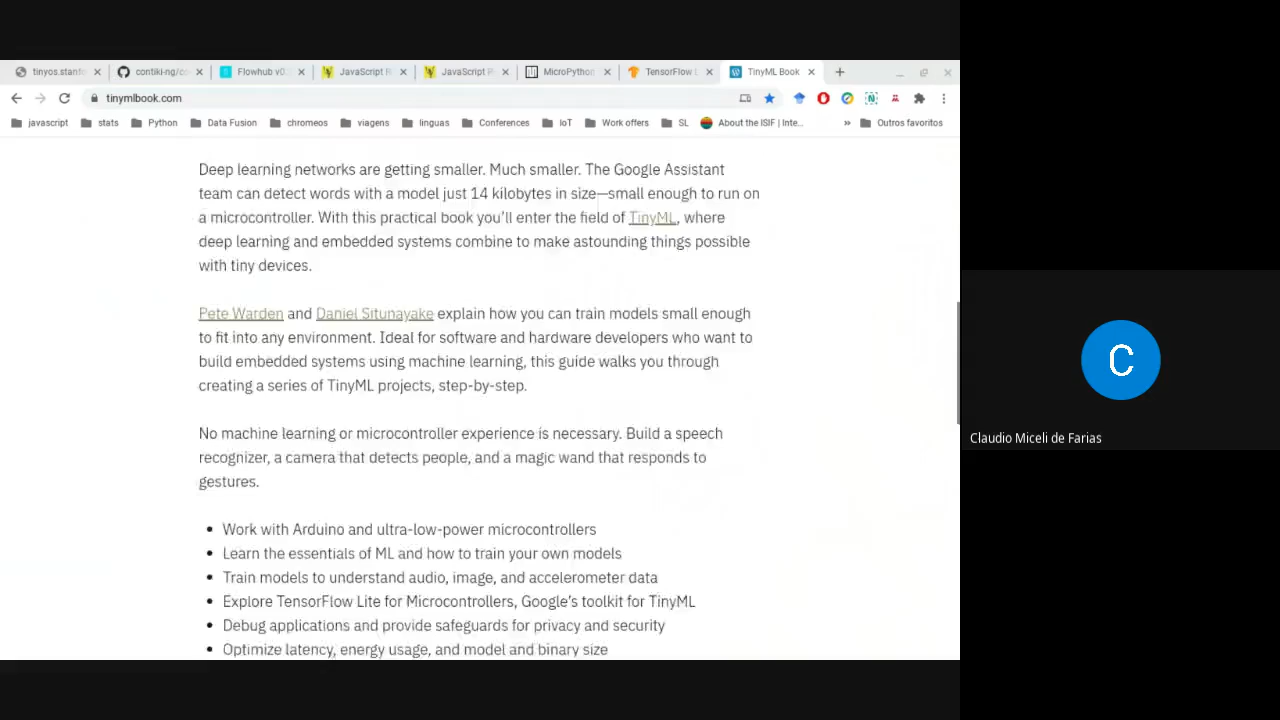 tinyos.stanf
contiki-ng/co
Flowhub v0.
JavaScript R
JavaScript P
MicroPython
TensorFlow L
TinyML Book
tinymlbook.com
javascript
stats
Python
Data Fusion
chromeos
viagens
linguas
Conferences
IoT
Work offers
SL
About the ISIF | Inte...
»
Outros favoritos
Deep learning networks are getting smaller. Much smaller. The Google Assistant
team can detect words with a model just 14 kilobytes in size—small enough to run on
a microcontroller. With this practical book you’ll enter the field of TinyML, where
deep learning and embedded systems combine to make astounding things possible
with tiny devices.
Pete Warden and Daniel Situnayake explain how you can train models small enough
to fit into any environment. Ideal for software and hardware developers who want to
build embedded systems using machine learning, this guide walks you through
creating a series of TinyML projects, step-by-step.
No machine learning or microcontroller experience is necessary. Build a speech
recognizer, a camera that detects people, and a magic wand that responds to
gestures.
• Work with Arduino and ultra-low-power microcontrollers
• Learn the essentials of ML and how to train your own models
• Train models to understand audio, image, and accelerometer data
• Explore TensorFlow Lite for Microcontrollers, Google’s toolkit for TinyML
• Debug applications and provide safeguards for privacy and security
• Optimize latency, energy usage, and model and binary size
C
Claudio Miceli de Farias